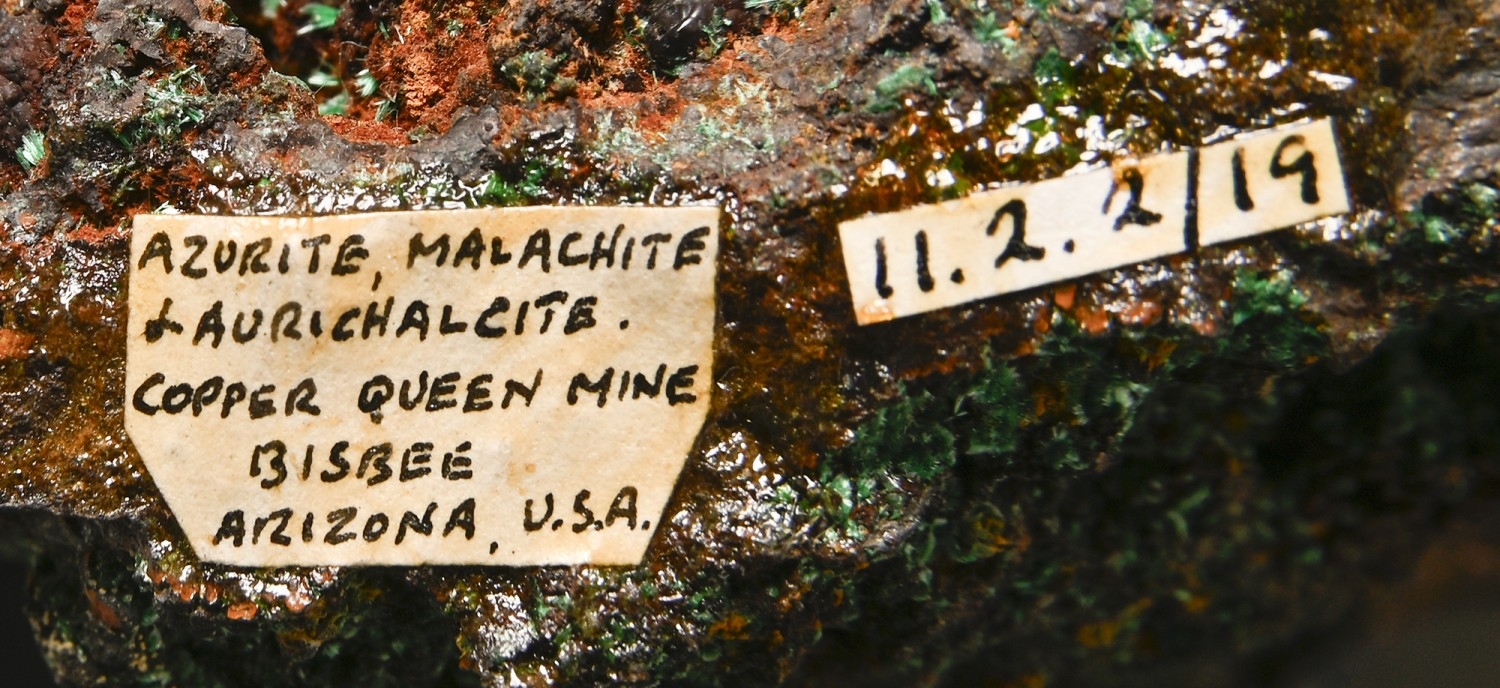 AZURITE, MALACHITE
& AURICHALCITE.
COPPER QUEEN MINE
BISBEE
ARIZONA, U.S.A.
11.2.2/19